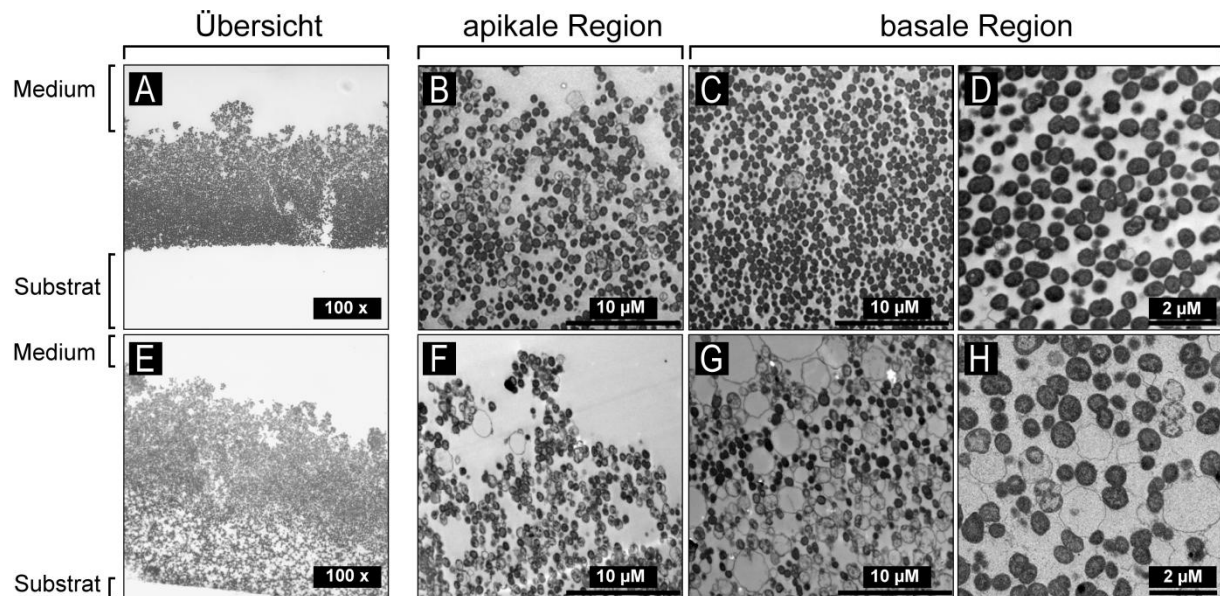 Übersicht
apikale Region
basale Region
Medium
Substrat
A
100 x
B
10 µM
C
10 µM
D
2 µM
Medium
Substrat
E
100 x
F
10 µM
G
10 µM
H
2 µM